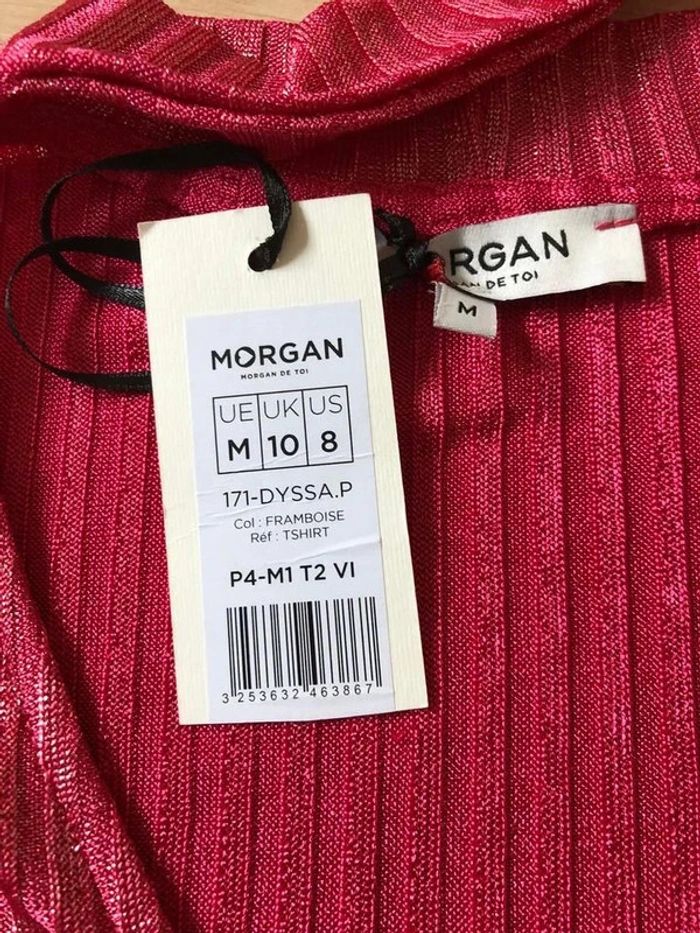 MORGAN
MORGAN DE TOI
UE UK US
M 10 8
171-DYSSA.P
Col : FRAMBOISE
Réf : TSHIRT
P4-M1 T2 VI
3 253632 463867
RGAN
DE TOI
M